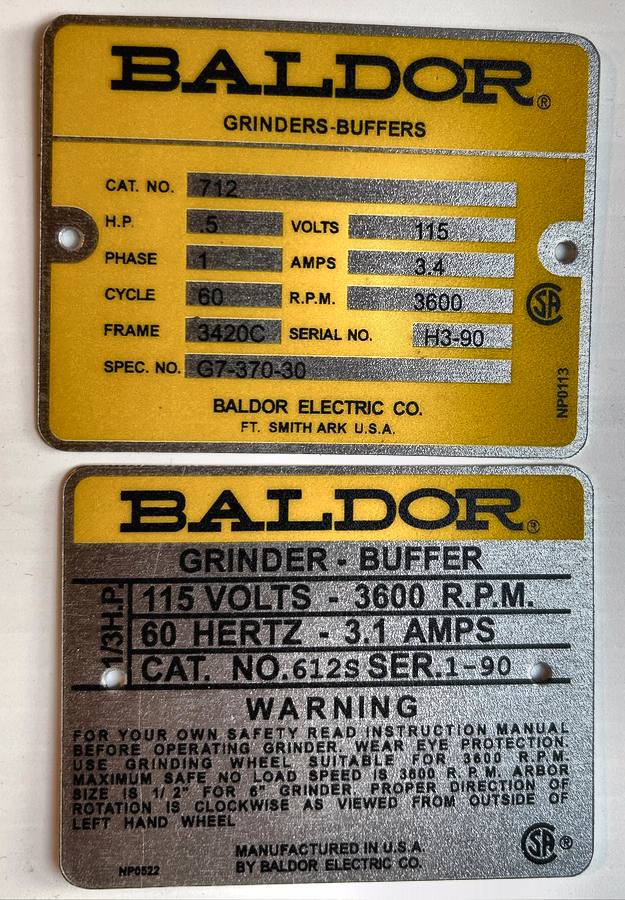 BALDOR®
GRINDERS-BUFFERS
CAT. NO. 712
H.P. .5 VOLTS 115
PHASE 1 AMPS 3.4
CYCLE 60 R.P.M. 3600
FRAME 3420C SERIAL NO. H3-90
SPEC. NO. G7-370-30
BALDOR ELECTRIC CO.
FT. SMITH ARK U.S.A.
SA
NP0113
BALDOR®
GRINDER - BUFFER
1/3H.P.
115 VOLTS - 3600 R.P.M.
60 HERTZ - 3.1 AMPS
CAT. NO.612S SER.1-90
WARNING
FOR YOUR OWN SAFETY READ INSTRUCTION MANUAL
BEFORE OPERATING GRINDER. WEAR EYE PROTECTION.
USE GRINDING WHEEL SUITABLE FOR 3600 R.P.M.
MAXIMUM SAFE NO LOAD SPEED IS 3600 R.P.M. ARBOR
SIZE IS 1/2" FOR 6" GRINDER. PROPER DIRECTION OF
ROTATION IS CLOCKWISE AS VIEWED FROM OUTSIDE OF
LEFT HAND WHEEL
MANUFACTURED IN U.S.A.
BY BALDOR ELECTRIC CO.
NP0522
SA®